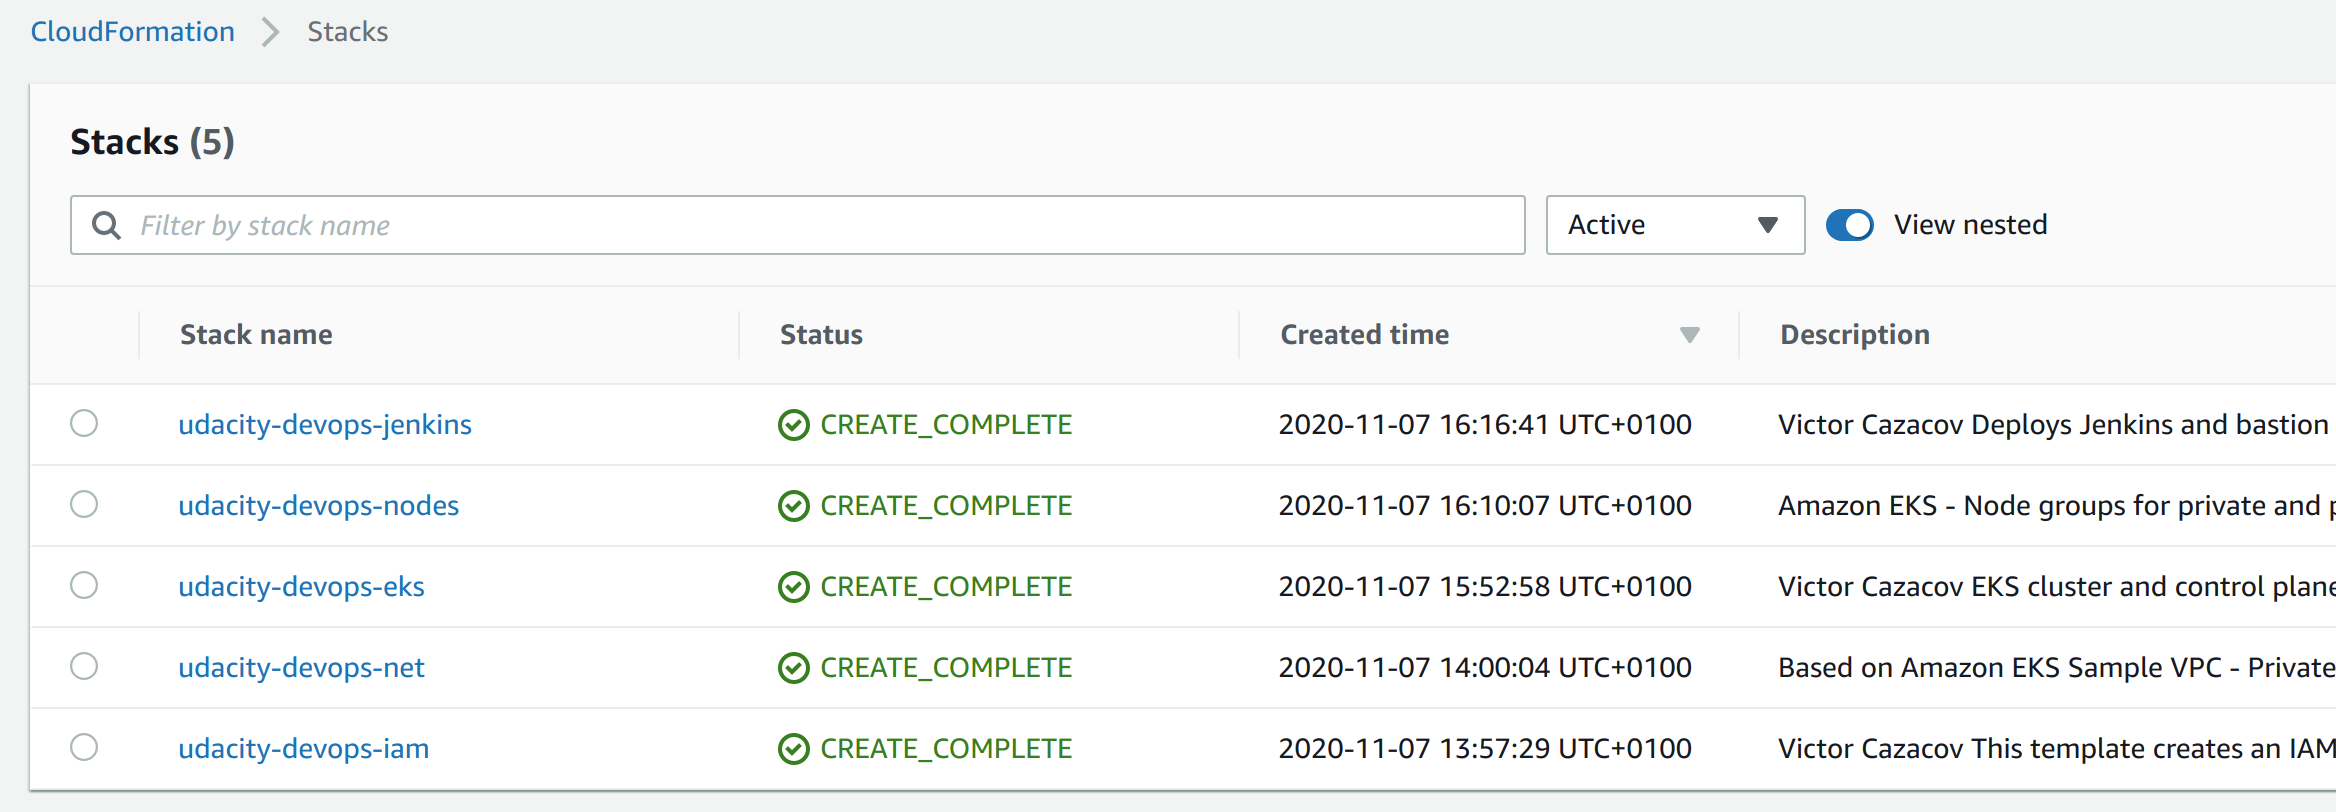 CloudFormation > Stacks
Stacks (5)
Filter by stack name Active View nested
Stack name Status Created time Description
udacity-devops-jenkins CREATE_COMPLETE 2020-11-07 16:16:41 UTC+0100 Victor Cazacov Deploys Jenkins and bastion
udacity-devops-nodes CREATE_COMPLETE 2020-11-07 16:10:07 UTC+0100 Amazon EKS - Node groups for private and p
udacity-devops-eks CREATE_COMPLETE 2020-11-07 15:52:58 UTC+0100 Victor Cazacov EKS cluster and control plane
udacity-devops-net CREATE_COMPLETE 2020-11-07 14:00:04 UTC+0100 Based on Amazon EKS Sample VPC - Private
udacity-devops-iam CREATE_COMPLETE 2020-11-07 13:57:29 UTC+0100 Victor Cazacov This template creates an IAM